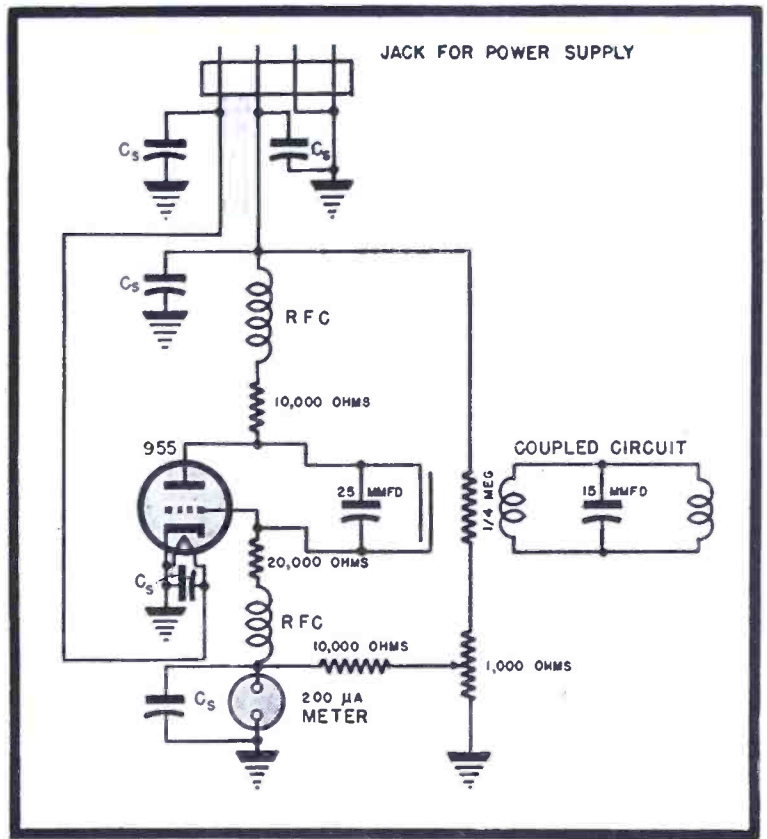 JACK FOR POWER SUPPLY
Cs
Cs
Cs
RFC
10,000 OHMS
955
COUPLED CIRCUIT
25 MMFD
1/4 MEG
15 MMFD
20,000 OHMS
Cs
RFC
10,000 OHMS
1,000 OHMS
Cs
200 µA
METER